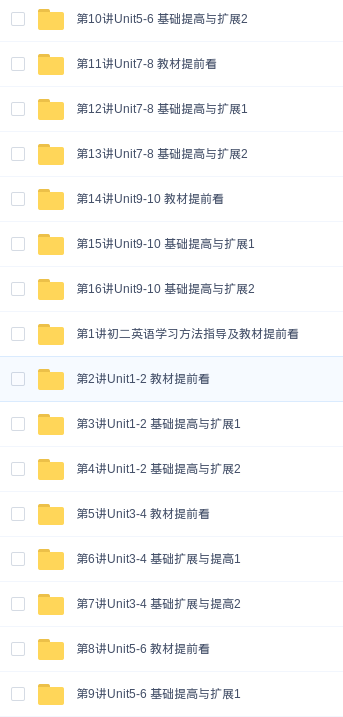 第10讲Unit5-6 基础提高与扩展2
第11讲Unit7-8 教材提前看
第12讲Unit7-8 基础提高与扩展1
第13讲Unit7-8 基础提高与扩展2
第14讲Unit9-10 教材提前看
第15讲Unit9-10 基础提高与扩展1
第16讲Unit9-10 基础提高与扩展2
第1讲初二英语学习方法指导及教材提前看
第2讲Unit1-2 教材提前看
第3讲Unit1-2 基础提高与扩展1
第4讲Unit1-2 基础提高与扩展2
第5讲Unit3-4 教材提前看
第6讲Unit3-4 基础扩展与提高1
第7讲Unit3-4 基础扩展与提高2
第8讲Unit5-6 教材提前看
第9讲Unit5-6 基础提高与扩展1